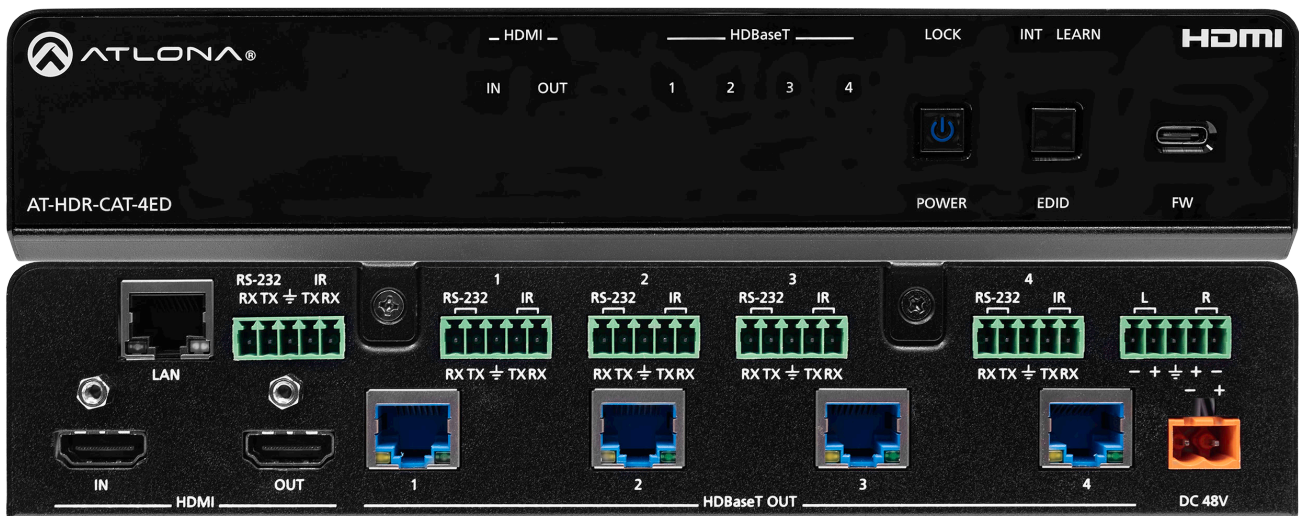 ATLONA®
HDMI HDBaseT LOCK INT LEARN HDMI
IN OUT 1 2 3 4
AT-HDR-CAT-4ED POWER EDID FW
RS-232 IR 1 2 3 4
RX TX TX RX RS-232 IR RS-232 IR RS-232 IR RS-232 IR L R
LAN RX TX TX RX RX TX TX RX RX TX TX RX RX TX TX RX - + + -
- +
IN OUT 1 2 3 4
HDMI HDBaseT OUT DC 48V